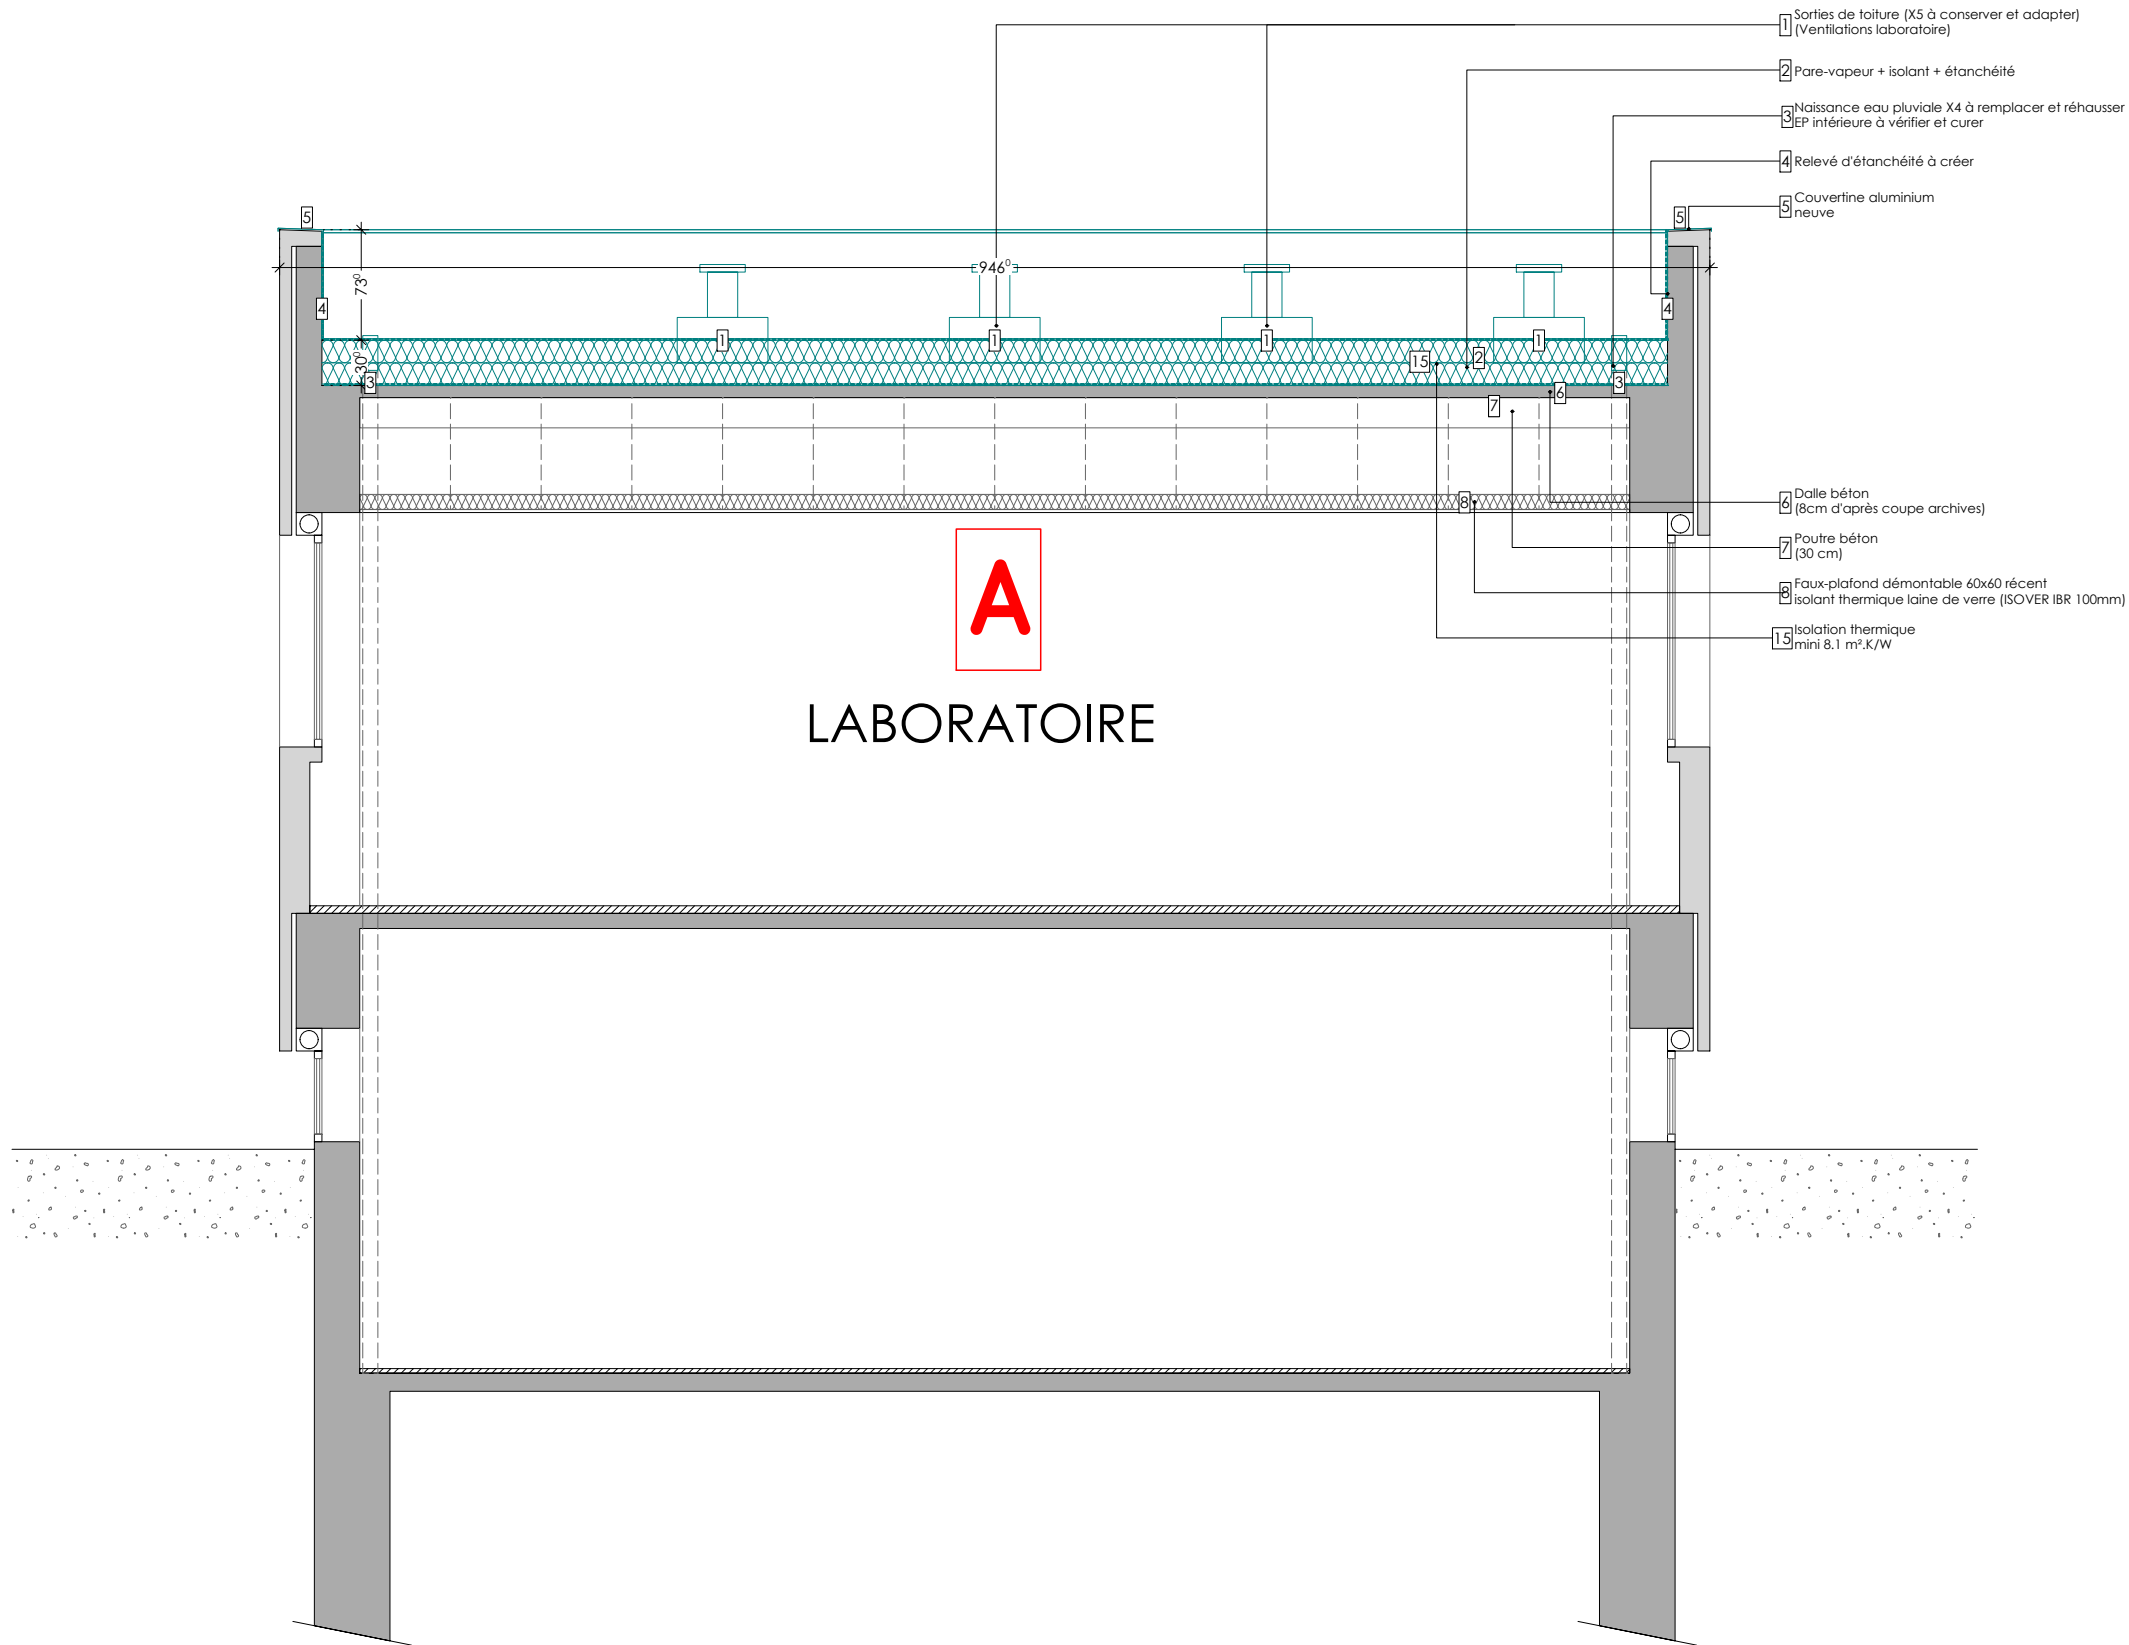 1 Sorties de toiture (X5 à conserver et adapter)
(Ventilations laboratoire)
2 Pare-vapeur + isolant + étanchéité
3 Naissance eau pluviale X4 à remplacer et réhausser
EP intérieure à vérifier et curer
4 Relevé d'étanchéité à créer
5 Couvertine aluminium
neuve
5
5
73⁰
946⁰
4
4
1
1
1
1
30⁰
15
2
3
3
6
7
8
6 Dalle béton
(8cm d'après coupe archives)
7 Poutre béton
(30 cm)
8 Faux-plafond démontable 60x60 récent
isolant thermique laine de verre (ISOVER IBR 100mm)
15 Isolation thermique
mini 8.1 m².K/W
A
LABORATOIRE